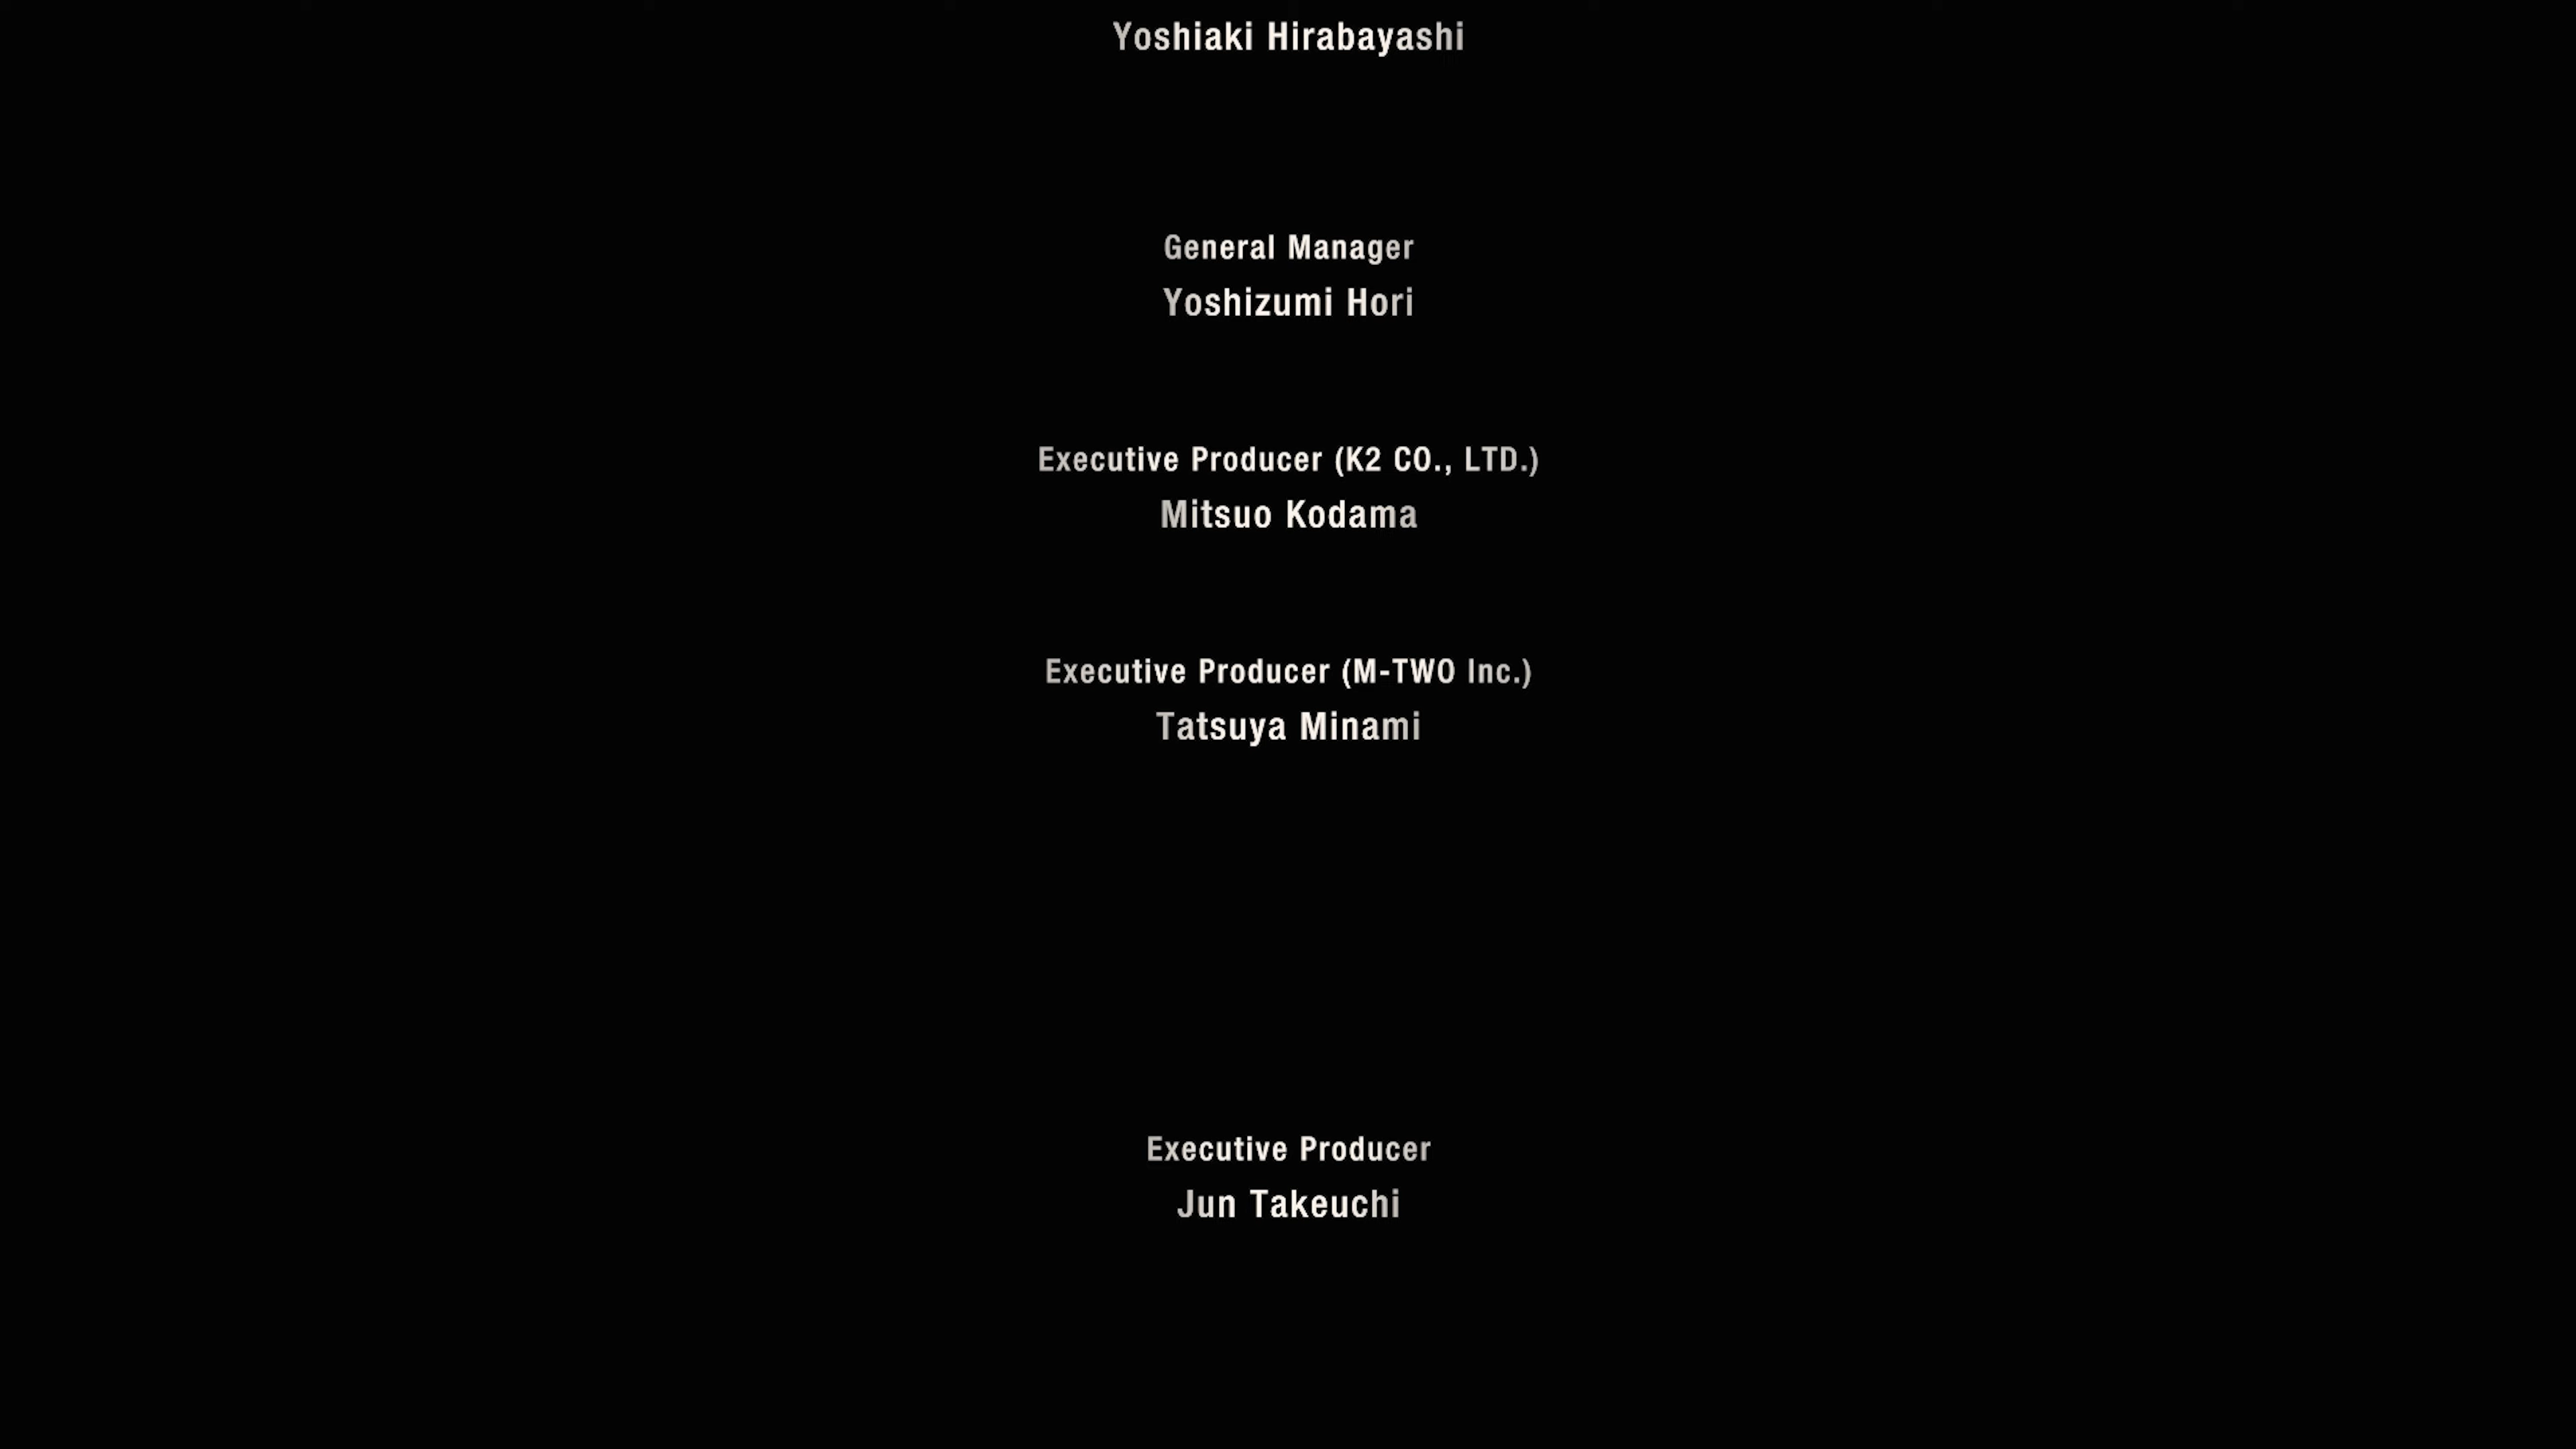 Yoshiaki Hirabayashi
General Manager
Yoshizumi Hori
Executive Producer (K2 CO., LTD.)
Mitsuo Kodama
Executive Producer (M-TWO Inc.)
Tatsuya Minami
Executive Producer
Jun Takeuchi